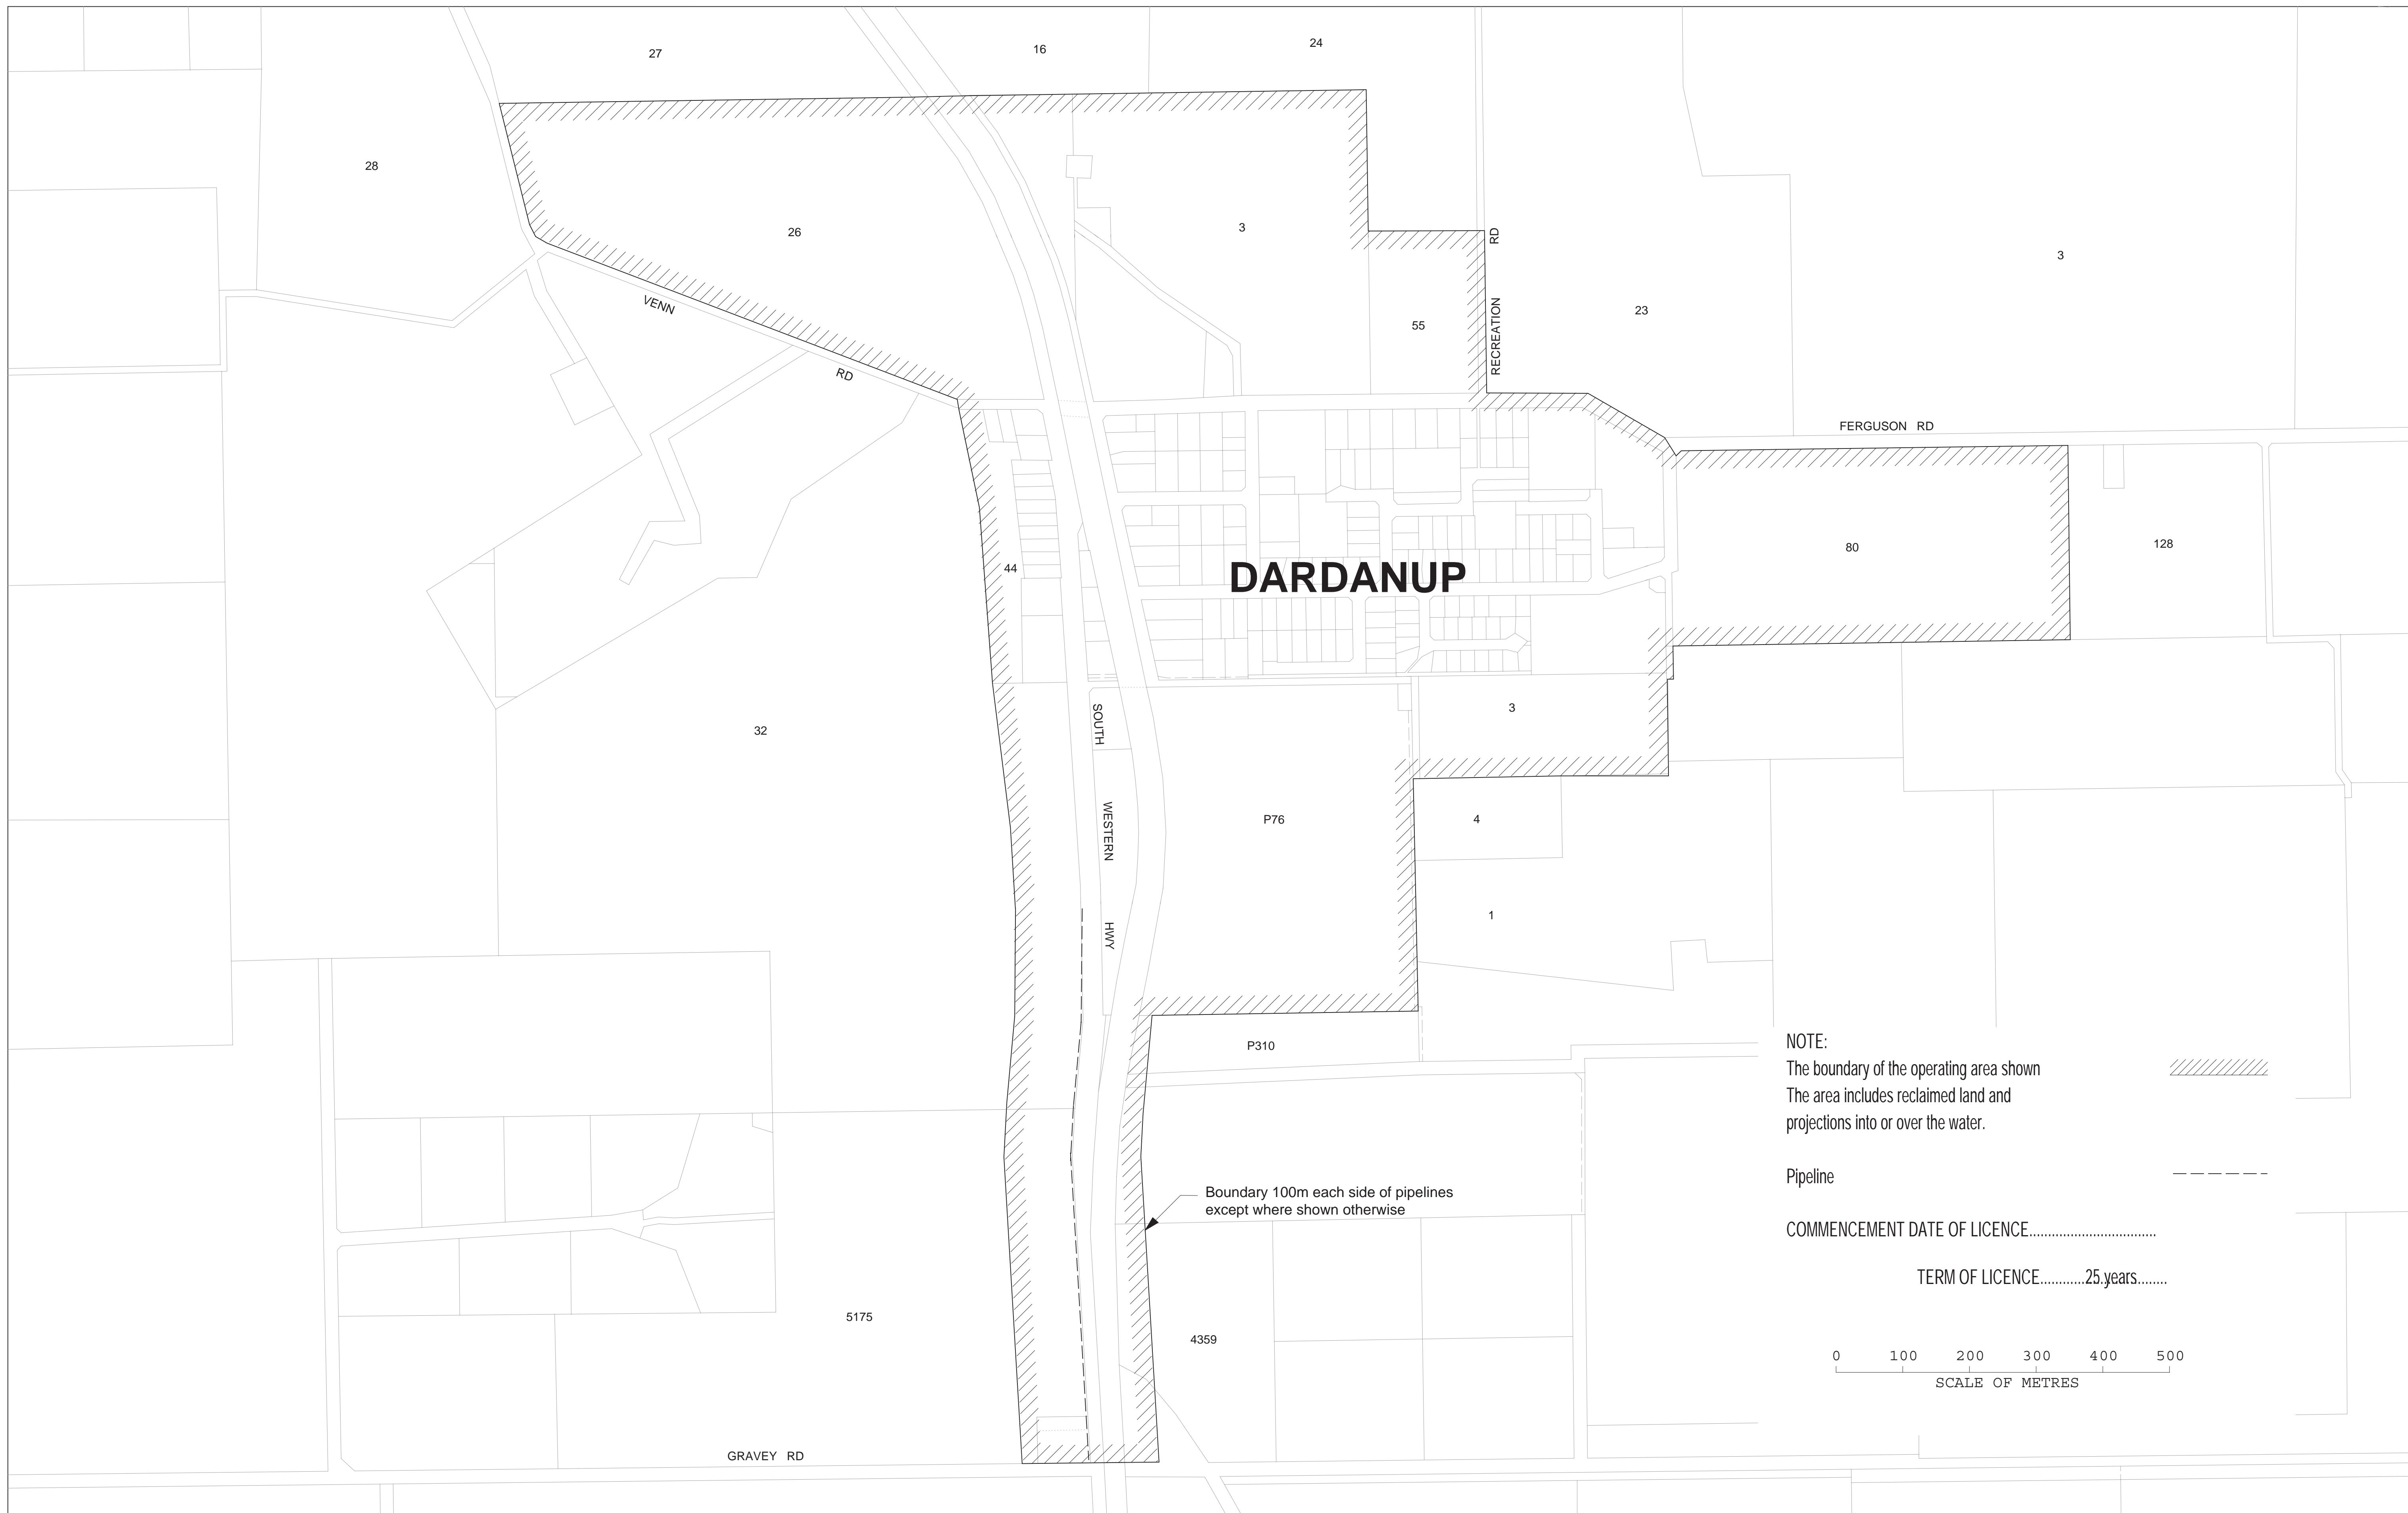 27
16
24
28
26
3
RECREATION RD
3
VENN RD
55
23
FERGUSON RD
44
DARDANUP
80
128
32
3
SOUTH WESTERN HWY
P76
4
1
P310
NOTE:
The boundary of the operating area shown
The area includes reclaimed land and
projections into or over the water.
Pipeline
Boundary 100m each side of pipelines
except where shown otherwise
COMMENCEMENT DATE OF LICENCE..................................
TERM OF LICENCE............25 years........
5175
4359
0 100 200 300 400 500
SCALE OF METRES
GRAVEY RD